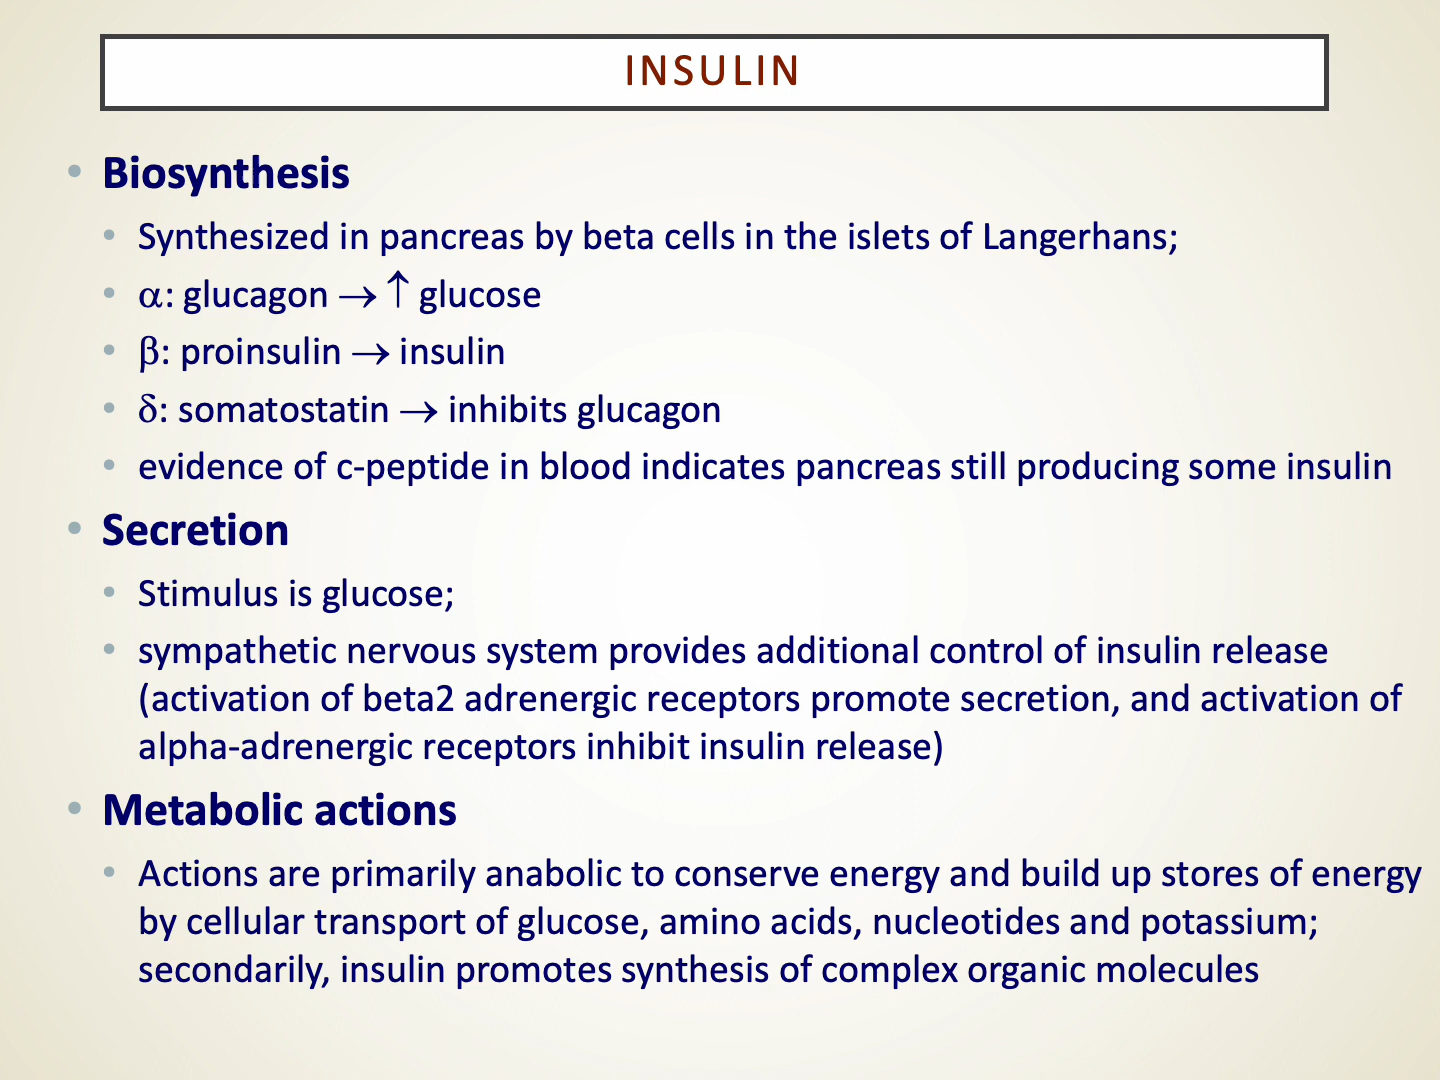 INSULIN
• Biosynthesis
• Synthesized in pancreas by beta cells in the islets of Langerhans;
• α: glucagon → ↑ glucose
• β: proinsulin → insulin
• δ: somatostatin → inhibits glucagon
• evidence of c-peptide in blood indicates pancreas still producing some insulin
• Secretion
• Stimulus is glucose;
• sympathetic nervous system provides additional control of insulin release
(activation of beta2 adrenergic receptors promote secretion, and activation of
alpha-adrenergic receptors inhibit insulin release)
• Metabolic actions
• Actions are primarily anabolic to conserve energy and build up stores of energy
by cellular transport of glucose, amino acids, nucleotides and potassium;
secondarily, insulin promotes synthesis of complex organic molecules